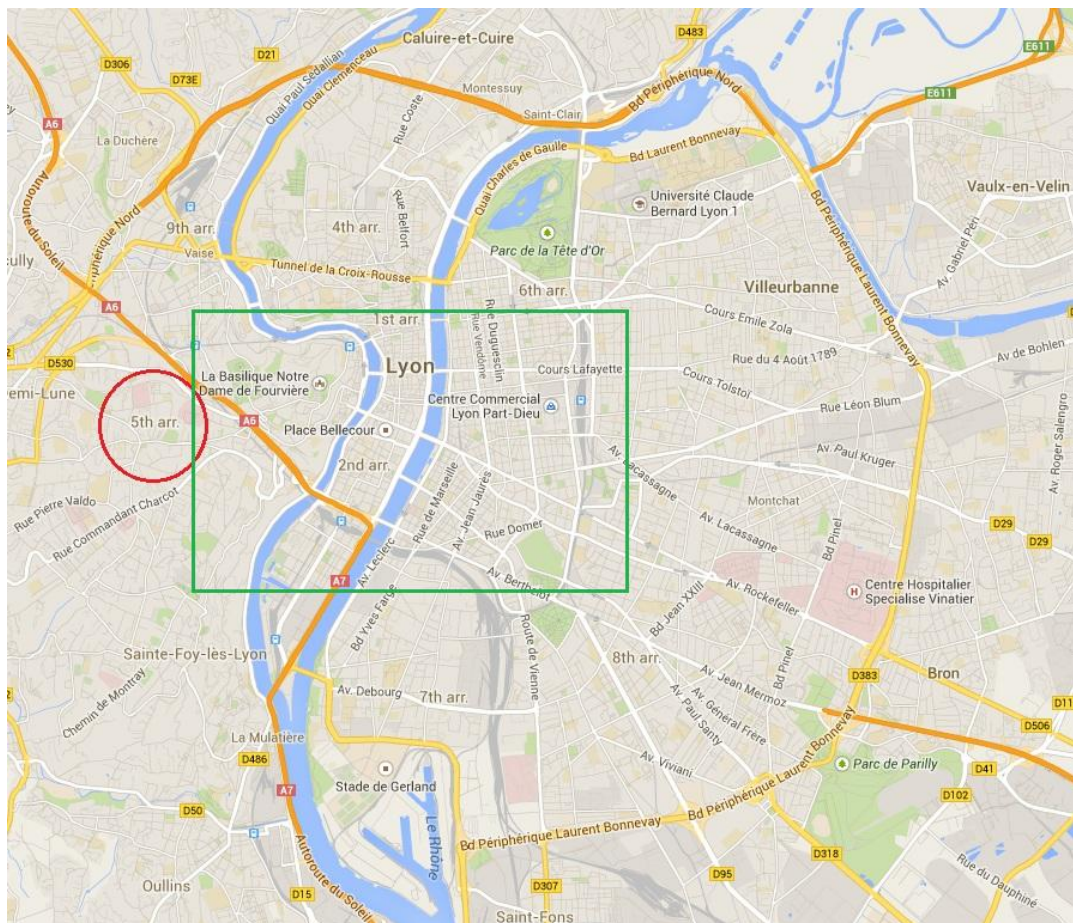 Caluire-et-Cuire
D483
D21
D306
D73E
E611
Quai Paul Sédallian
Quai Clemenceau
Montessuy
Bd Périphérique Nord
E611
Saint-Clair
Rue Coste
A6
La Duchère
Bd Laurent Bonnevay
Quai Charles de Gaulle
Autoroute du Soleil
Vaulx-en-Velin
Université Claude
Bernard Lyon 1
Rue Belfort
4th arr.
9th arr.
Périphérique Nord
Bd Périphérique Laurent Bonnevay
Av. Gabriel Péri
Parc de la Tête d'Or
Vaise
cully
Tunnel de la Croix-Rousse
6th arr.
Villeurbanne
A6
1st arr.
Rue Duguesclin
Rue Vendôme
Cours Emile Zola
D530
Lyon
Rue du 4 Août 1789
Av de Bohlen
La Basilique Notre
Dame de Fourvière
Cours Lafayette
Cours Tolstoi
emi-Lune
Centre Commercial
Lyon Part-Dieu
Rue Léon Blum
5th arr.
A6
Place Bellecour
Av. Roger Salengro
2nd arr.
Av. Lacassagne
Av. Paul Kruger
Rue Pierre Valdo
Rue Commandant Charcot
Rue de Marseille
Av. Jean Jaurès
Montchat
Rue Domer
Av. Lacassagne
Bd Pinel
D29
D29
Av. Leclerc
A7
Av. Berthelot
Av. Rockefeller
Centre Hospitalier
Specialise Vinatier
H
Bd Yves Farge
Bd Jean XXIII
Route de Vienne
Sainte-Foy-lès-Lyon
8th arr.
Bd Pinel
Chemin de Montray
Av. Debourg
7th arr.
Av. Jean Mermoz
D383
Bron
Av. Général Frère
Av. Paul Santy
La Mulatière
D486
D506
Av. Viviani
Parc de Parilly
D41
Stade de Gerland
A7
D102
D50
Le Rhône
Bd Périphérique Laurent Bonnevay
Bd Périphérique Laurent Bonnevay
D318
Autoroute du Soleil
D95
Rue du Dauphiné
Oullins
D15
D307
Saint-Fons